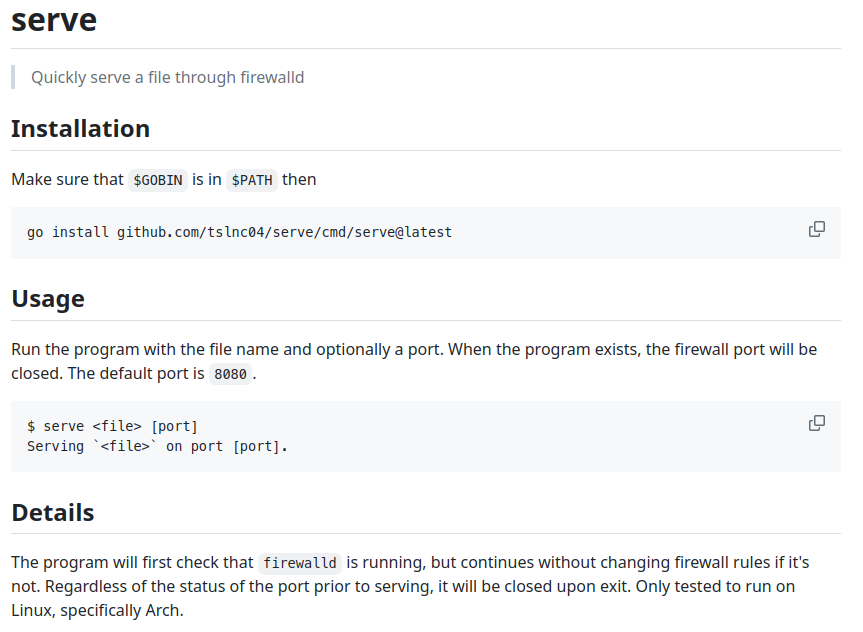 serve
Quickly serve a file through firewalld
Installation
Make sure that $GOBIN is in $PATH then
go install github.com/tslnc04/serve/cmd/serve@latest
Usage
Run the program with the file name and optionally a port. When the program exists, the firewall port will be
closed. The default port is 8080.
$ serve <file> [port]
Serving `<file>` on port [port].
Details
The program will first check that firewalld is running, but continues without changing firewall rules if it's
not. Regardless of the status of the port prior to serving, it will be closed upon exit. Only tested to run on
Linux, specifically Arch.